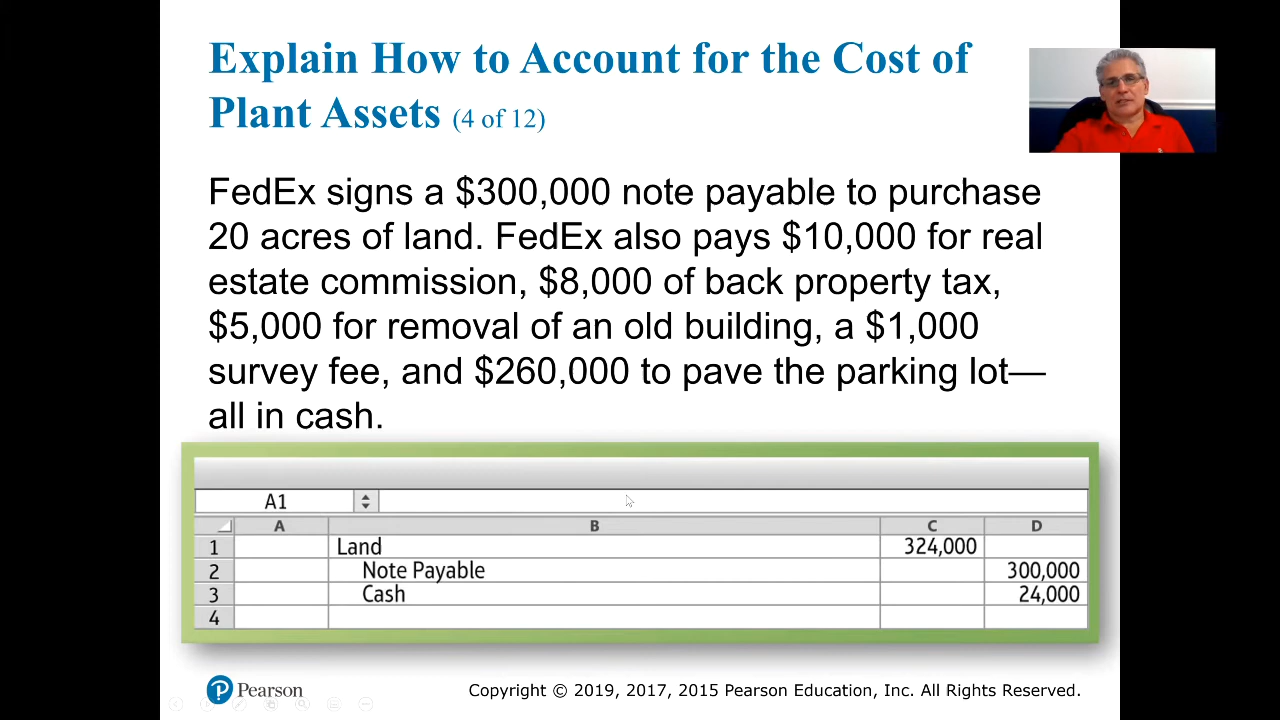 Explain How to Account for the Cost of
Plant Assets (4 of 12)
FedEx signs a $300,000 note payable to purchase
20 acres of land. FedEx also pays $10,000 for real
estate commission, $8,000 of back property tax,
$5,000 for removal of an old building, a $1,000
survey fee, and $260,000 to pave the parking lot—
all in cash.
A1
A B C D
1 Land 324,000
2 Note Payable 300,000
3 Cash 24,000
4
P Pearson
Copyright © 2019, 2017, 2015 Pearson Education, Inc. All Rights Reserved.